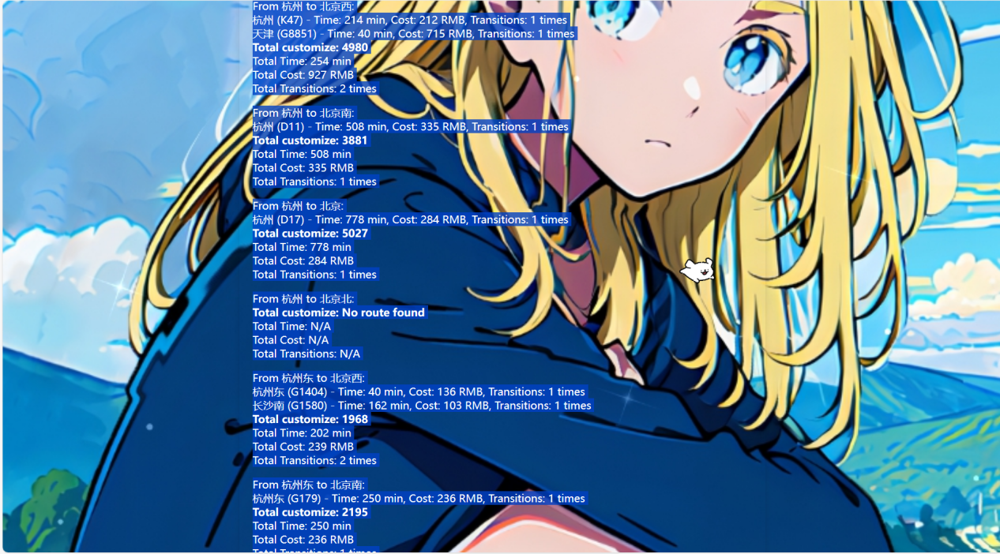 From 杭州 to 北京西:
杭州 (K47) - Time: 214 min, Cost: 212 RMB, Transitions: 1 times
天津 (G8851) - Time: 40 min, Cost: 715 RMB, Transitions: 1 times
Total customize: 4980
Total Time: 254 min
Total Cost: 927 RMB
Total Transitions: 2 times
From 杭州 to 北京南:
杭州 (D11) - Time: 508 min, Cost: 335 RMB, Transitions: 1 times
Total customize: 3881
Total Time: 508 min
Total Cost: 335 RMB
Total Transitions: 1 times
From 杭州 to 北京:
杭州 (D17) - Time: 778 min, Cost: 284 RMB, Transitions: 1 times
Total customize: 5027
Total Time: 778 min
Total Cost: 284 RMB
Total Transitions: 1 times
From 杭州 to 北京北:
Total customize: No route found
Total Time: N/A
Total Cost: N/A
Total Transitions: N/A
From 杭州东 to 北京西:
杭州东 (G1404) - Time: 40 min, Cost: 136 RMB, Transitions: 1 times
长沙南 (G1580) - Time: 162 min, Cost: 103 RMB, Transitions: 1 times
Total customize: 1968
Total Time: 202 min
Total Cost: 239 RMB
Total Transitions: 2 times
From 杭州东 to 北京南:
杭州东 (G179) - Time: 250 min, Cost: 236 RMB, Transitions: 1 times
Total customize: 2195
Total Time: 250 min
Total Cost: 236 RMB
Total Transitions: 1 times